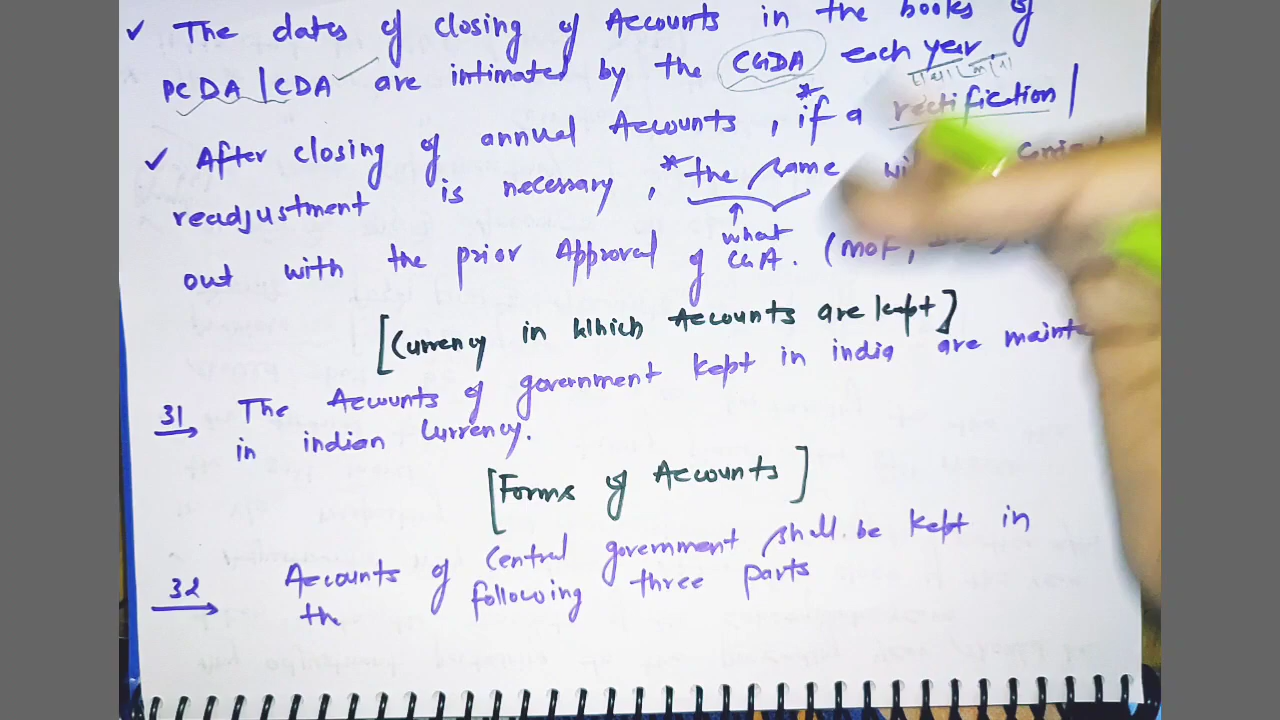 ✓ The dates of closing of Accounts in the books of
PCDA | CDA are intimated by the CGDA each year
✓ After closing of annual Accounts, *if a rectifiction |
readjustment is necessary, *the same
what
out with the prior Approval of CGA. (MOF,
[Currency in Which Accounts are kept]
31 The Accounts of government kept in india are
in indian Currency.
[Forms of Accounts]
32 Accounts of Central government shall be kept in
the following three parts